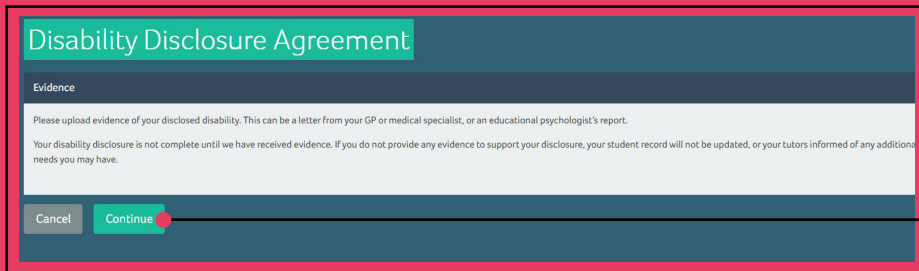 Disability Disclosure Agreement
Evidence
Please upload evidence of your disclosed disability. This can be a letter from your GP or medical specialist, or an educational psychologist's report.
Your disability disclosure is not complete until we have received evidence. If you do not provide any evidence to support your disclosure, your student record will not be updated, or your tutors informed of any additiona
needs you may have.
Cancel
Continue